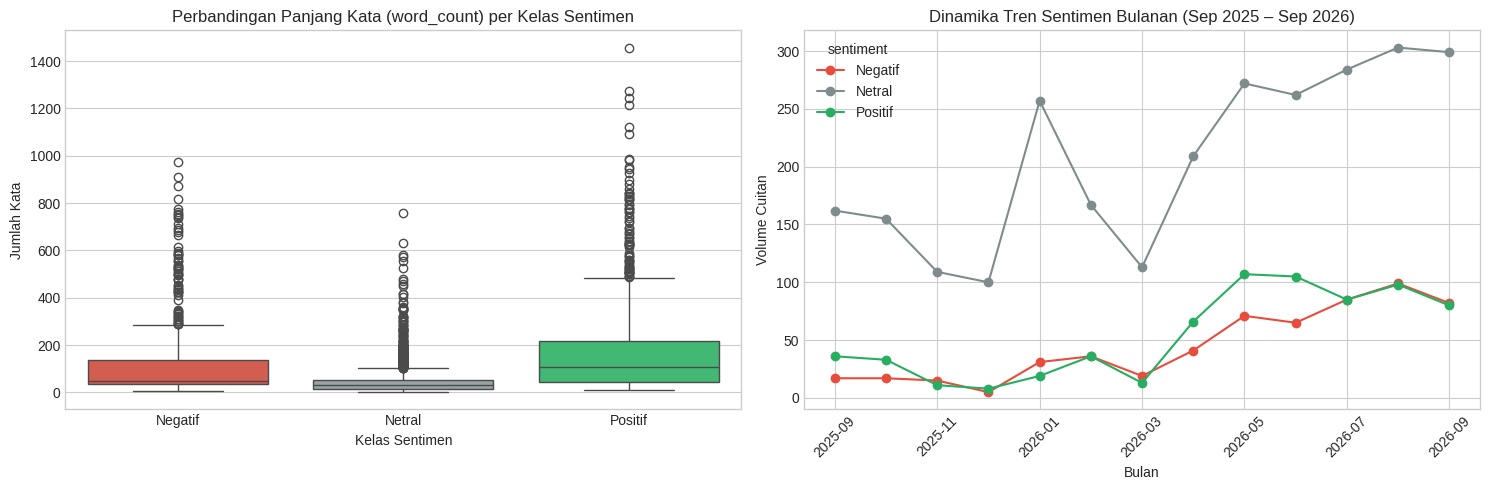 Perbandingan Panjang Kata (word_count) per Kelas Sentimen
1400
1200
1000
800
600
400
200
0
Jumlah Kata
Negatif
Netral
Positif
Kelas Sentimen
Dinamika Tren Sentimen Bulanan (Sep 2025 – Sep 2026)
sentiment
Negatif
Netral
Positif
300
250
200
150
100
50
0
Volume Cuitan
2025-09
2025-11
2026-01
2026-03
2026-05
2026-07
2026-09
Bulan